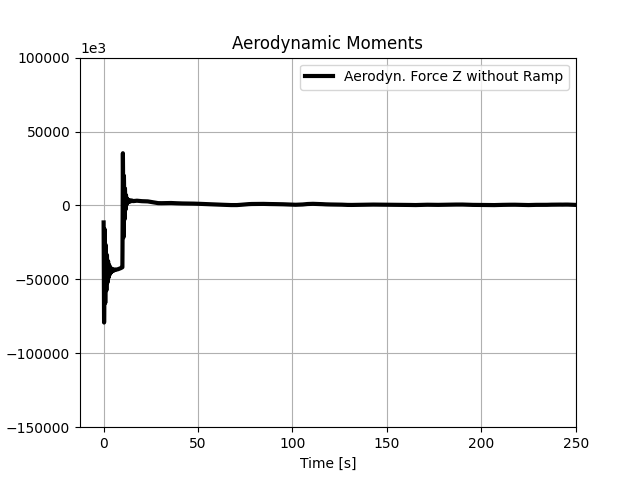 Aerodynamic Moments
1e3
Aerodyn. Force Z without Ramp
100000
50000
0
−50000
−100000
−150000
0 50 100 150 200 250
Time [s]